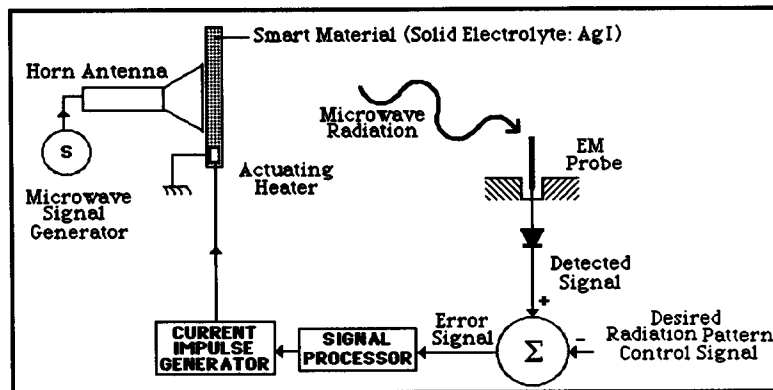 Smart Material (Solid Electrolyte: AgI)
Horn Antenna
Microwave
Radiation
S
EM
Probe
Actuating
Heater
Microwave
Signal
Generator
Detected
Signal
+
CURRENT
IMPULSE
GENERATOR
SIGNAL
PROCESSOR
Error
Signal
Σ
-
Desired
Radiation Pattern
Control Signal